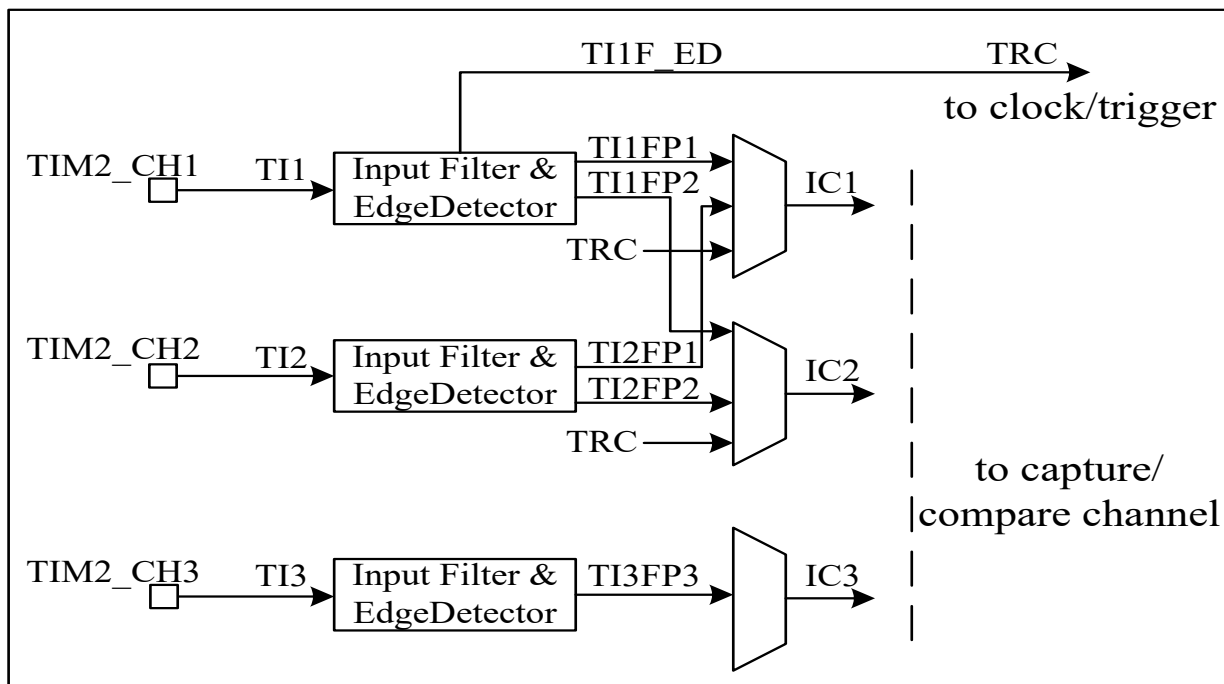 TI1F_ED TRC
to clock/trigger
TIM2_CH1 TI1 Input Filter & EdgeDetector TI1FP1
TI1FP2
IC1
TRC
TIM2_CH2 TI2 Input Filter & EdgeDetector TI2FP1
TI2FP2
IC2
TRC
to capture/
compare channel
TIM2_CH3 TI3 Input Filter & EdgeDetector TI3FP3 IC3